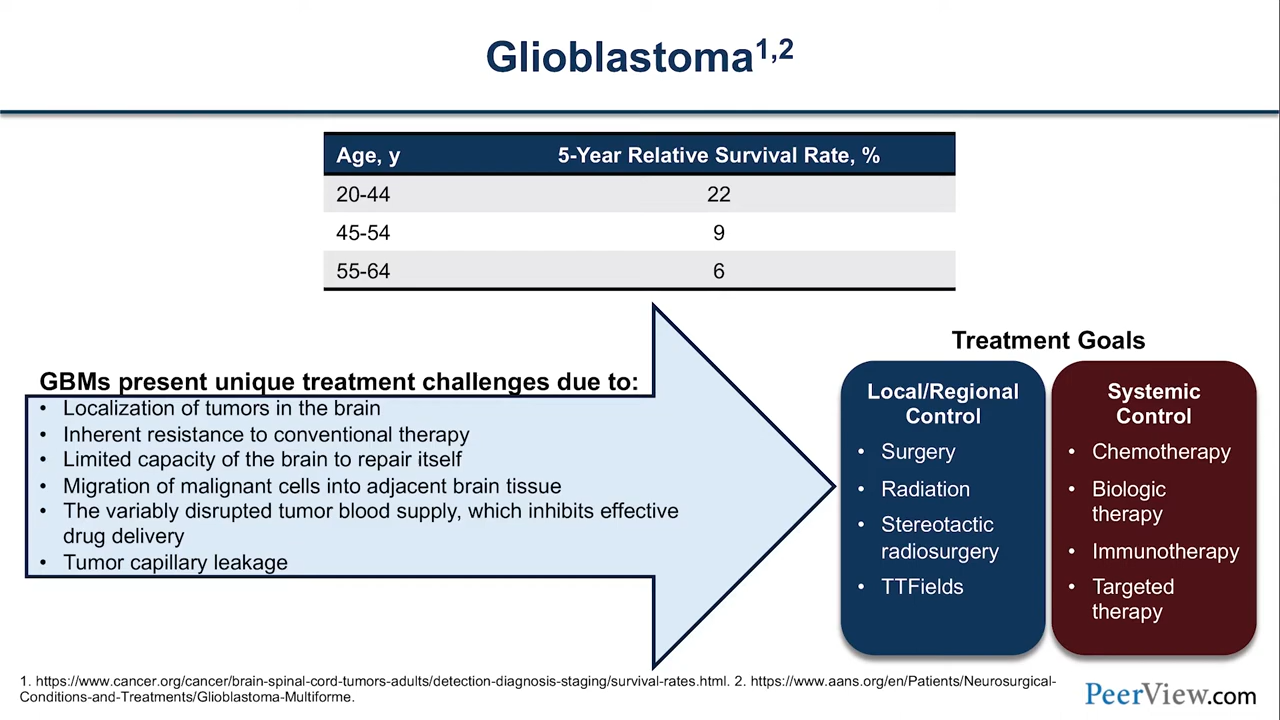 Glioblastoma1,2
Age, y 5-Year Relative Survival Rate, %
20-44 22
45-54 9
55-64 6
GBMs present unique treatment challenges due to:
• Localization of tumors in the brain
• Inherent resistance to conventional therapy
• Limited capacity of the brain to repair itself
• Migration of malignant cells into adjacent brain tissue
• The variably disrupted tumor blood supply, which inhibits effective
drug delivery
• Tumor capillary leakage
Treatment Goals
Local/Regional
Control
• Surgery
• Radiation
• Stereotactic
radiosurgery
• TTFields
Systemic
Control
• Chemotherapy
• Biologic
therapy
• Immunotherapy
• Targeted
therapy
1. https://www.cancer.org/cancer/brain-spinal-cord-tumors-adults/detection-diagnosis-staging/survival-rates.html. 2. https://www.aans.org/en/Patients/Neurosurgical-
Conditions-and-Treatments/Glioblastoma-Multiforme.
PeerView.com